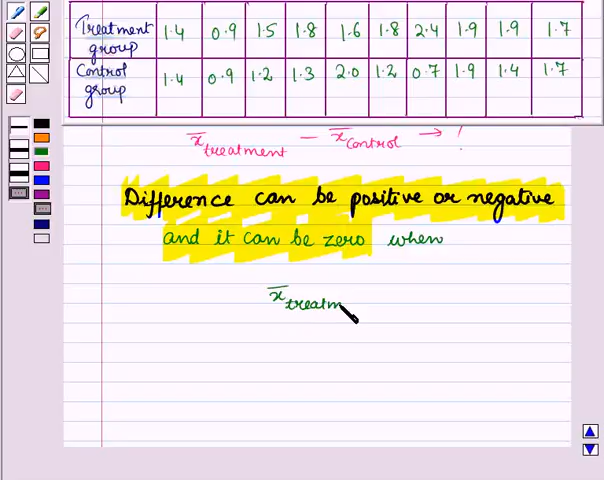 Treatment group 1.4 0.9 1.5 1.8 1.6 1.8 2.4 1.9 1.9 1.7
Control group 1.4 0.9 1.2 1.3 2.0 1.2 0.7 1.9 1.4 1.7
x̄ treatment − x̄ control → !
Difference can be positive or negative
and it can be zero when
x̄ treatm